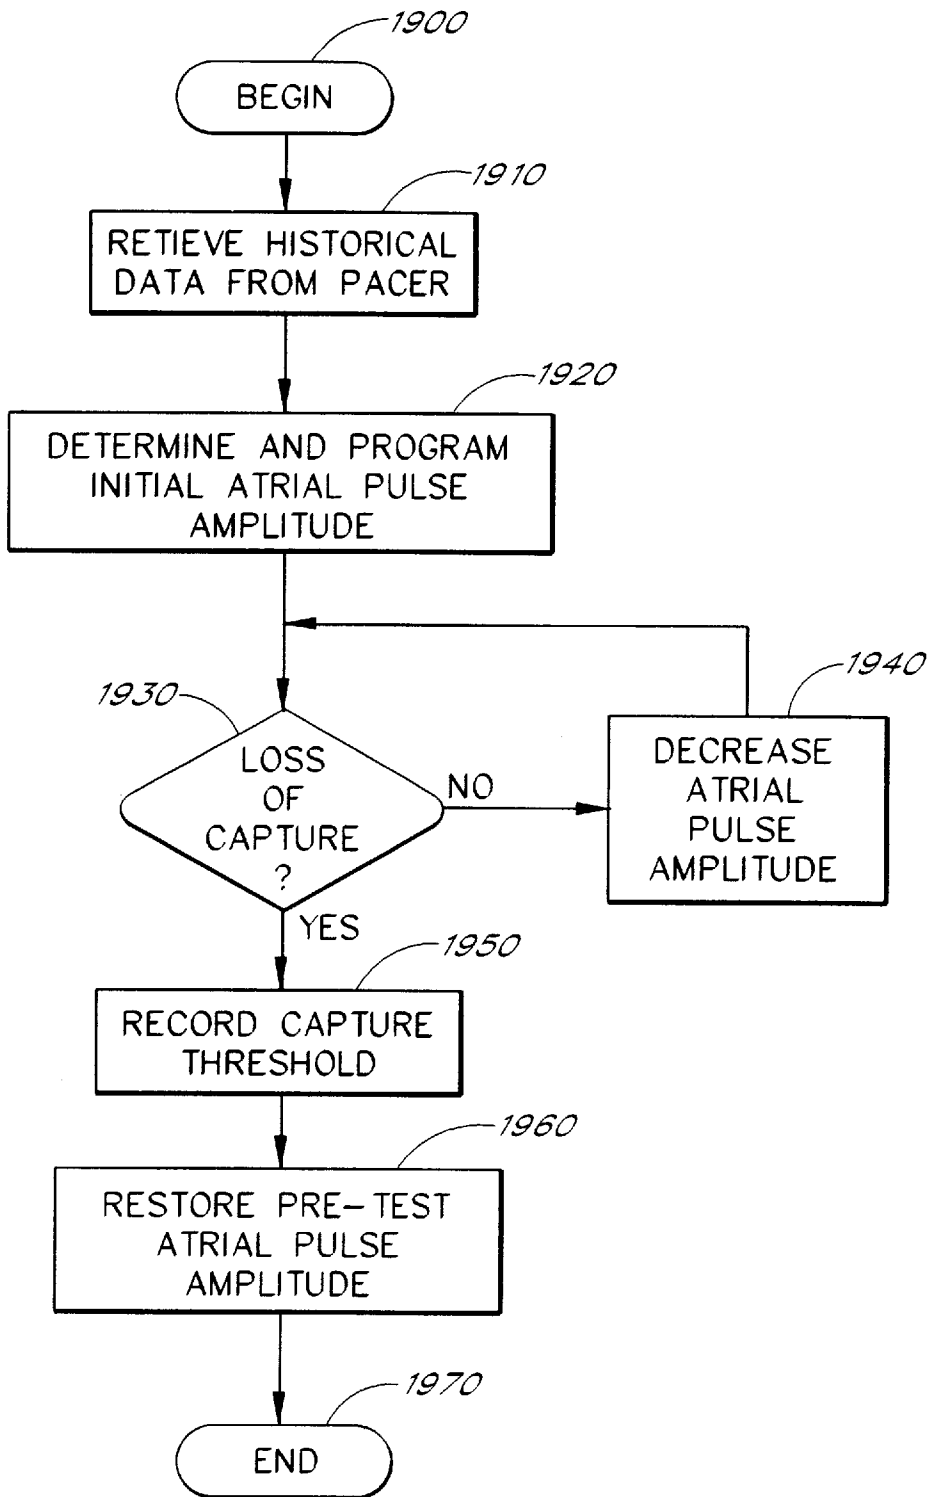 1900
BEGIN
1910
RETIEVE HISTORICAL
DATA FROM PACER
1920
DETERMINE AND PROGRAM
INITIAL ATRIAL PULSE
AMPLITUDE
1930
LOSS
OF
CAPTURE
?
NO
1940
DECREASE
ATRIAL
PULSE
AMPLITUDE
YES
1950
RECORD CAPTURE
THRESHOLD
1960
RESTORE PRE-TEST
ATRIAL PULSE
AMPLITUDE
1970
END